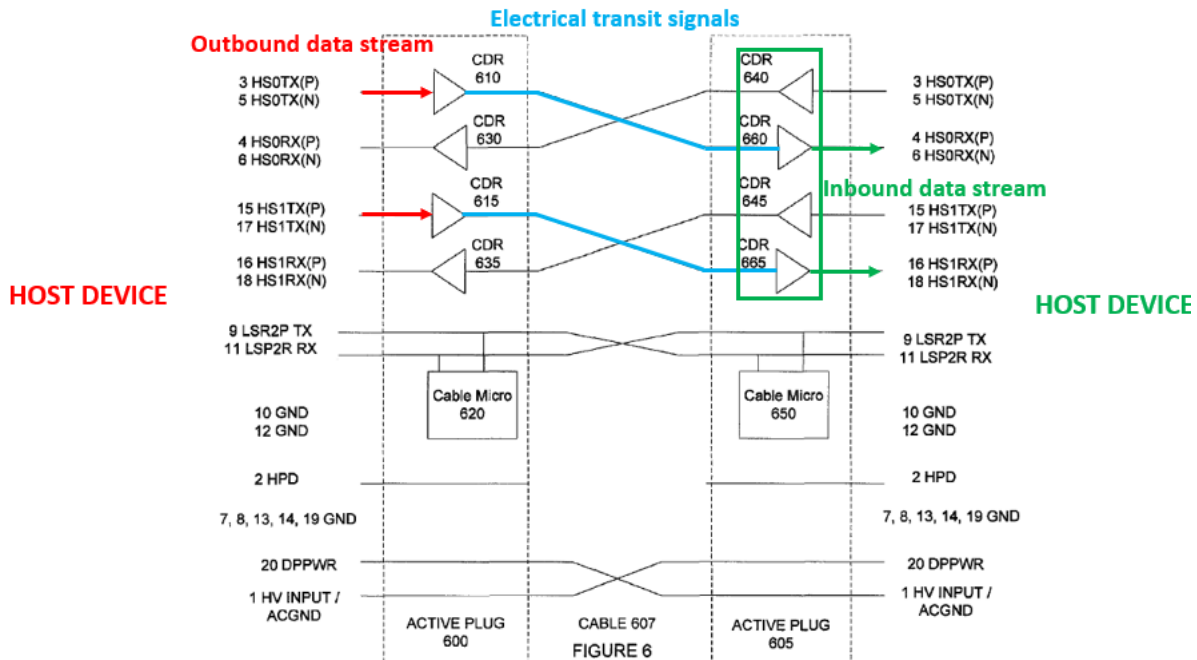 Electrical transit signals
Outbound data stream
CDR
610
CDR
640
3 HS0TX(P)
5 HS0TX(N)
3 HS0TX(P)
5 HS0TX(N)
4 HS0RX(P)
6 HS0RX(N)
CDR
630
CDR
660
4 HS0RX(P)
6 HS0RX(N)
Inbound data stream
15 HS1TX(P)
17 HS1TX(N)
CDR
615
CDR
645
15 HS1TX(P)
17 HS1TX(N)
16 HS1RX(P)
18 HS1RX(N)
CDR
635
CDR
665
16 HS1RX(P)
18 HS1RX(N)
HOST DEVICE
HOST DEVICE
9 LSR2P TX
11 LSP2R RX
9 LSR2P TX
11 LSP2R RX
Cable Micro
620
Cable Micro
650
10 GND
12 GND
10 GND
12 GND
2 HPD
2 HPD
7, 8, 13, 14, 19 GND
7, 8, 13, 14, 19 GND
20 DPPWR
20 DPPWR
1 HV INPUT /
ACGND
1 HV INPUT /
ACGND
ACTIVE PLUG
600
CABLE 607
ACTIVE PLUG
605
FIGURE 6